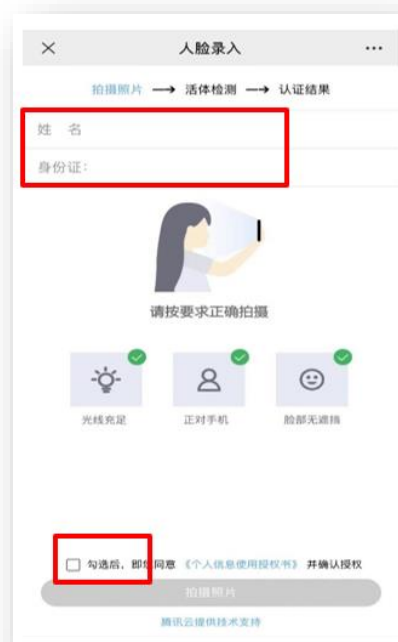 人脸录入
拍摄照片 → 活体检测 → 认证结果
姓 名
身份证：
请按要求正确拍摄
光线充足 正对手机 脸部无遮挡
勾选后，即您同意 《个人信息使用授权书》 并确认授权
拍摄照片
腾讯云提供技术支持